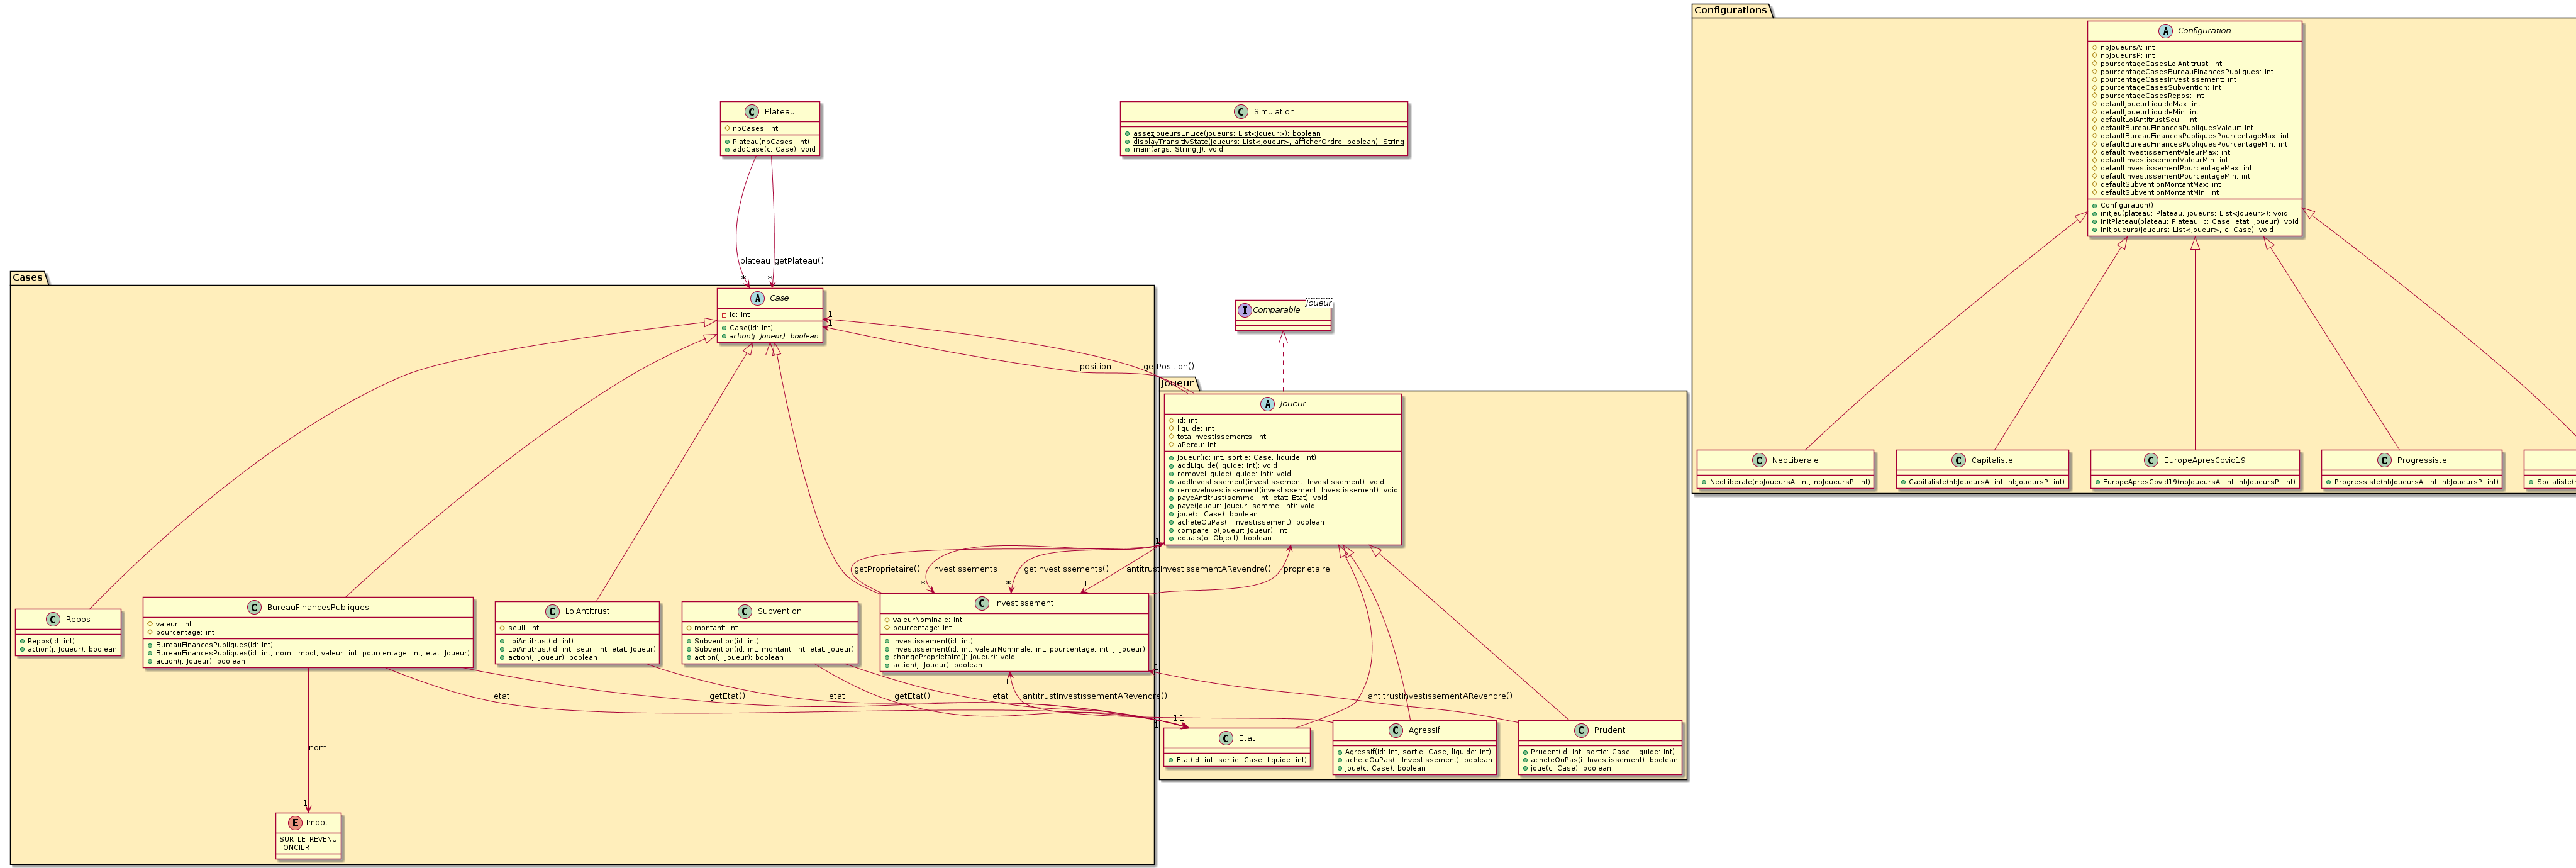 Configurations
A Configuration
nbJoueursA: int
nbJoueursP: int
pourcentageCasesLoiAntitrust: int
pourcentageCasesBureauFinancesPubliques: int
pourcentageCasesInvestissement: int
pourcentageCasesSubvention: int
pourcentageCasesRepos: int
defaultJoueurLiquideMax: int
defaultJoueurLiquideMin: int
defaultLoiAntitrustSeuil: int
defaultBureauFinancesPubliquesValeur: int
defaultBureauFinancesPubliquesPourcentageMax: int
defaultBureauFinancesPubliquesPourcentageMin: int
defaultInvestissementValeurMax: int
defaultInvestissementValeurMin: int
defaultInvestissementPourcentageMax: int
defaultInvestissementPourcentageMin: int
defaultSubventionMontantMax: int
defaultSubventionMontantMin: int
Configuration()
initJeu(plateau: Plateau, joueurs: List<Joueur>): void
initPlateau(plateau: Plateau, c: Case, etat: Joueur): void
initJoueurs(joueurs: List<Joueur>, c: Case): void
C Plateau
nbCases: int
Plateau(nbCases: int)
addCase(c: Case): void
C Simulation
assezJoueursEnLice(joueurs: List<Joueur>): boolean
displayTransitivState(joueurs: List<Joueur>, afficherOrdre: boolean): String
main(args: String[]): void
plateau
getPlateau()
*
*
Cases
A Case
id: int
Case(id: int)
action(j: Joueur): boolean
1
1
Joueur
I Comparable
position
getPosition()
Joueur
A Joueur
id: int
liquide: int
totalInvestissements: int
aPerdu: int
Joueur(id: int, sortie: Case, liquide: int)
addLiquide(liquide: int): void
removeLiquide(liquide: int): void
addInvestissement(investissement: Investissement): void
removeInvestissement(investissement: Investissement): void
payeAntitrust(somme: int, etat: Etat): void
paye(joueur: Joueur, somme: int): void
joue(c: Case): boolean
acheteOuPas(i: Investissement): boolean
compareTo(joueur: Joueur): int
equals(o: Object): boolean
C NeoLiberale
NeoLiberale(nbJoueursA: int, nbJoueursP: int)
C Capitaliste
Capitaliste(nbJoueursA: int, nbJoueursP: int)
C EuropeApresCovid19
EuropeApresCovid19(nbJoueursA: int, nbJoueursP: int)
C Progressiste
Progressiste(nbJoueursA: int, nbJoueursP: int)
Socialiste(
1
1
getProprietaire()
investissements
getInvestissements()
antitrustInvestissementARevendre()
proprietaire
*
*
1
C Repos
Repos(id: int)
action(j: Joueur): boolean
C BureauFinancesPubliques
valeur: int
pourcentage: int
BureauFinancesPubliques(id: int)
BureauFinancesPubliques(id: int, nom: Impot, valeur: int, pourcentage: int, etat: Joueur)
action(j: Joueur): boolean
C LoiAntitrust
seuil: int
LoiAntitrust(id: int)
LoiAntitrust(id: int, seuil: int, etat: Joueur)
action(j: Joueur): boolean
C Subvention
montant: int
Subvention(id: int)
Subvention(id: int, montant: int, etat: Joueur)
action(j: Joueur): boolean
C Investissement
valeurNominale: int
pourcentage: int
Investissement(id: int)
Investissement(id: int, valeurNominale: int, pourcentage: int, j: Joueur)
changeProprietaire(j: Joueur): void
action(j: Joueur): boolean
1
1
etat
getEtat()
etat
getEtat()
etat
antitrustInvestissementARevendre()
antitrustInvestissementARevendre()
1
1
C Etat
Etat(id: int, sortie: Case, liquide: int)
C Agressif
Agressif(id: int, sortie: Case, liquide: int)
acheteOuPas(i: Investissement): boolean
joue(c: Case): boolean
C Prudent
Prudent(id: int, sortie: Case, liquide: int)
acheteOuPas(i: Investissement): boolean
joue(c: Case): boolean
nom
1
E Impot
SUR_LE_REVENU
FONCIER